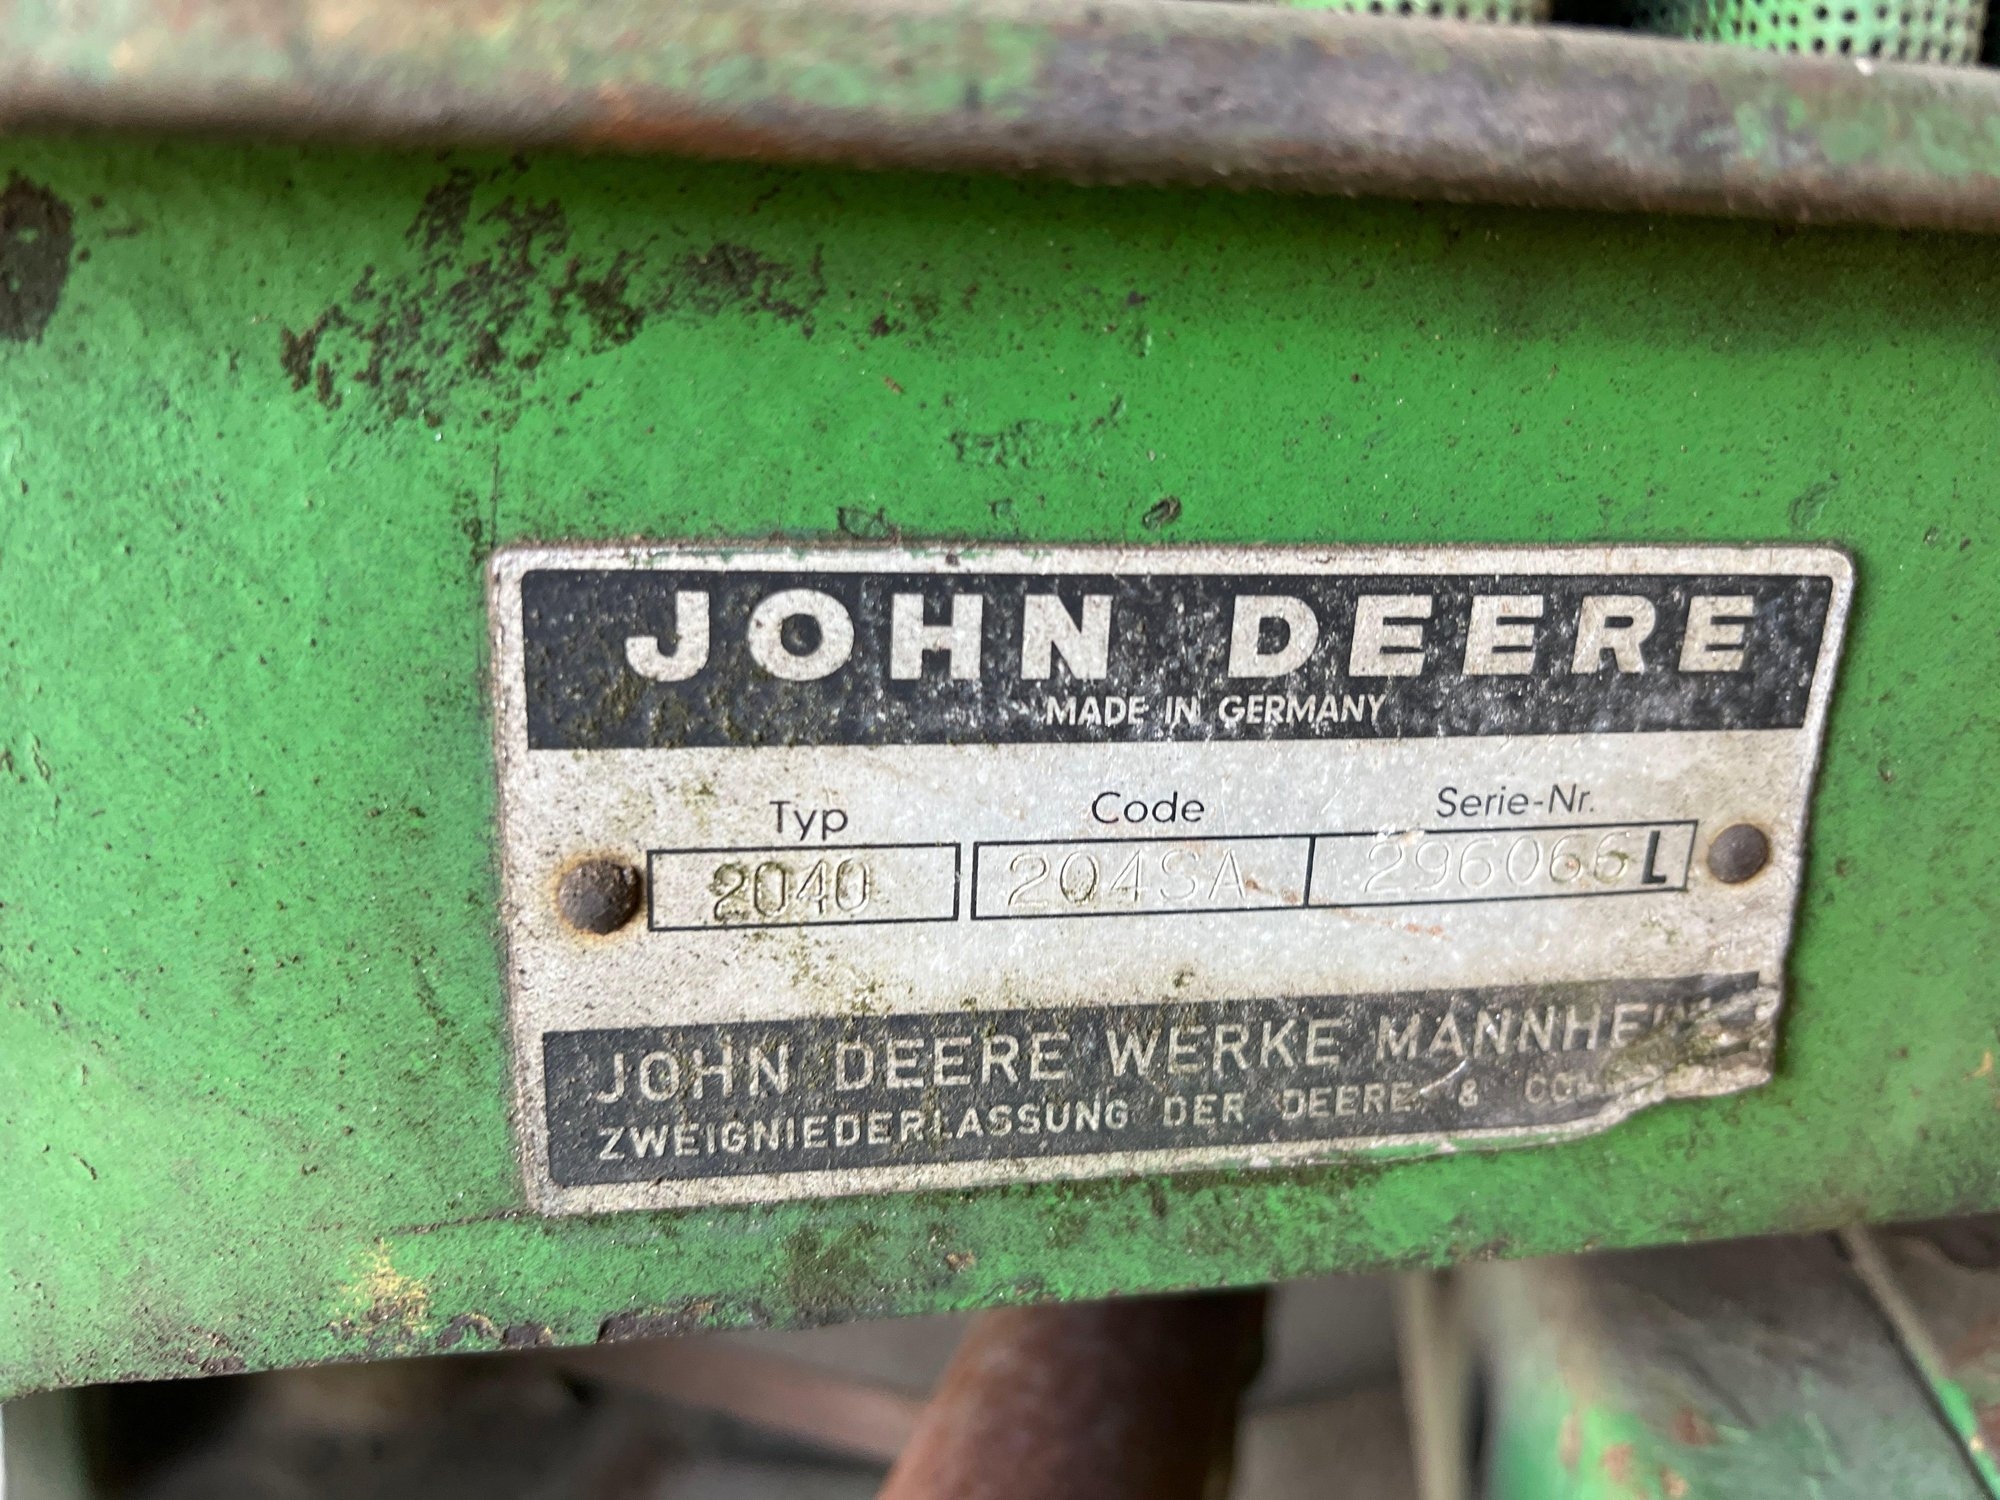 JOHN DEERE
MADE IN GERMANY
Typ Code Serie-Nr.
2040 204SA 296066L
JOHN DEERE WERKE
ZWEIGNIEDERLASSUNG DER DEERE &